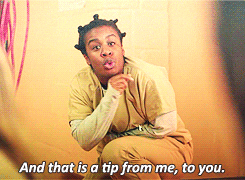 And that is a tip from me, to you.